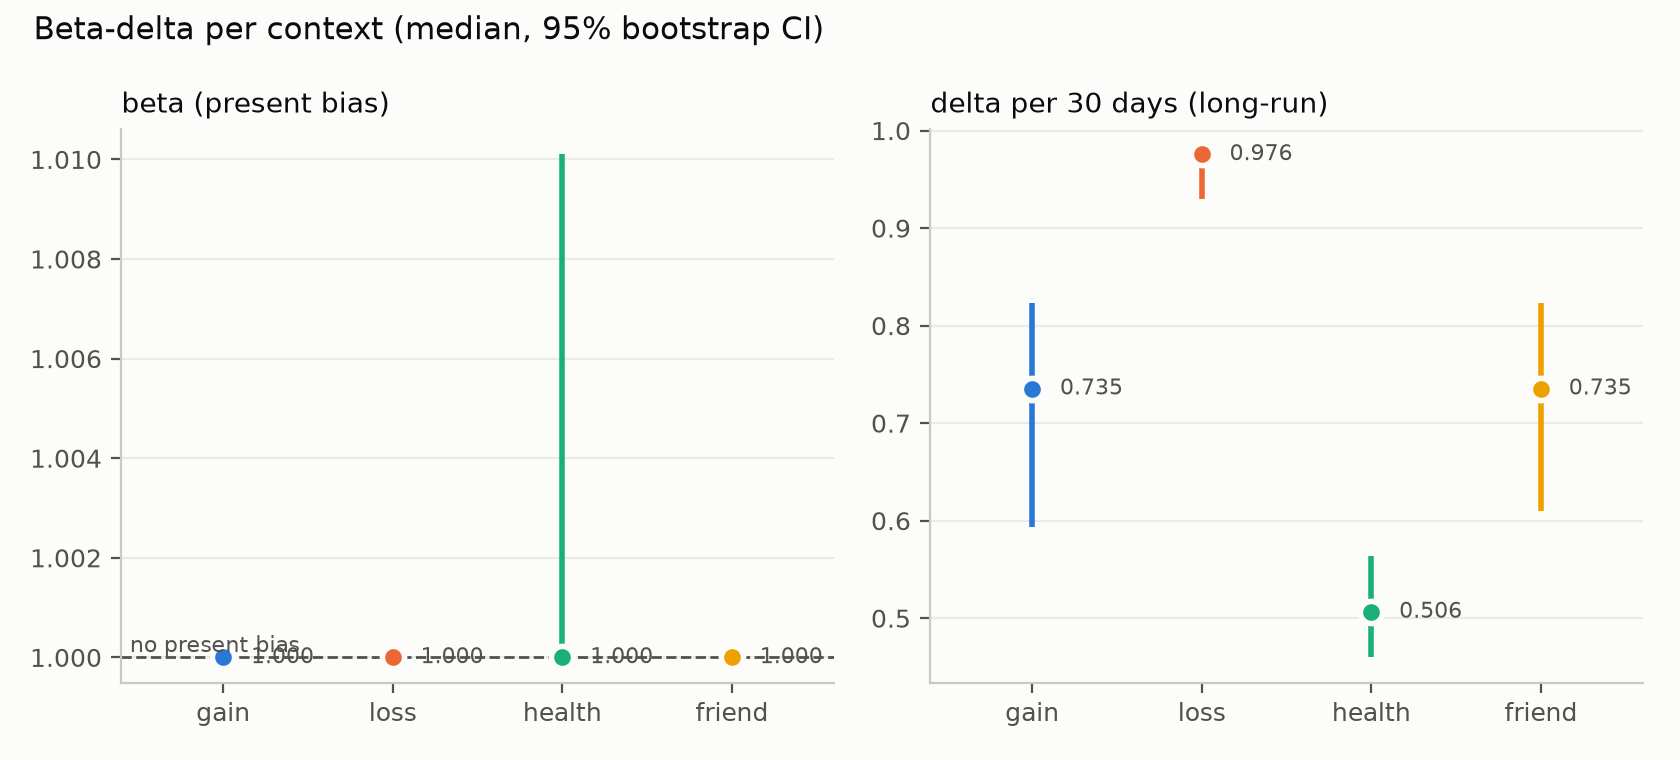 Beta-delta per context (median, 95% bootstrap CI)
beta (present bias)
1.010
1.008
1.006
1.004
1.002
1.000
no present bias
1.000
1.000
1.000
1.000
gain
loss
health
friend
delta per 30 days (long-run)
1.0
0.9
0.8
0.7
0.6
0.5
0.735
0.976
0.506
0.735
gain
loss
health
friend